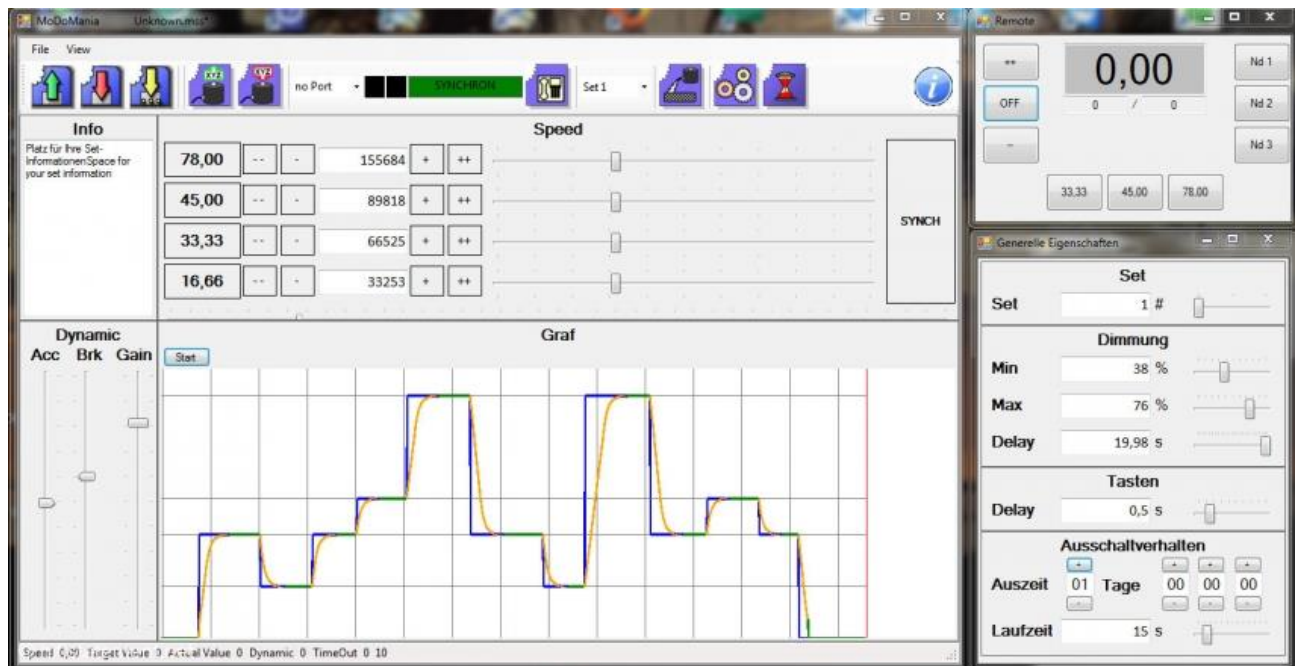 MoDoMania Unknown.mss*
File View
xyz xyz
no Port SYNCHRON Set 1
Info
Platz für Ihre Set-
InformationenSpace for
your set information
Speed
78,00 -- - 155684 + ++
45,00 -- - 89818 + ++
33,33 -- - 66525 + ++
16,66 -- - 33253 + ++
SYNCH
Dynamic
Acc Brk Gain
Graf
Start
Speed 0,00 Target Value 0 Actual Value 0 Dynamic 0 TimeOut 0 10
Remote
++ 0,00 Nd 1
OFF 0 / 0 Nd 2
Nd 3
33.33 45.00 78.00
Generelle Eigenschaften
Set
Set 1 #
Dimmung
Min 38 %
Max 76 %
Delay 19,98 s
Tasten
Delay 0,5 s
Ausschaltverhalten
Auszeit 01 Tage 00 00 00
Laufzeit 15 s